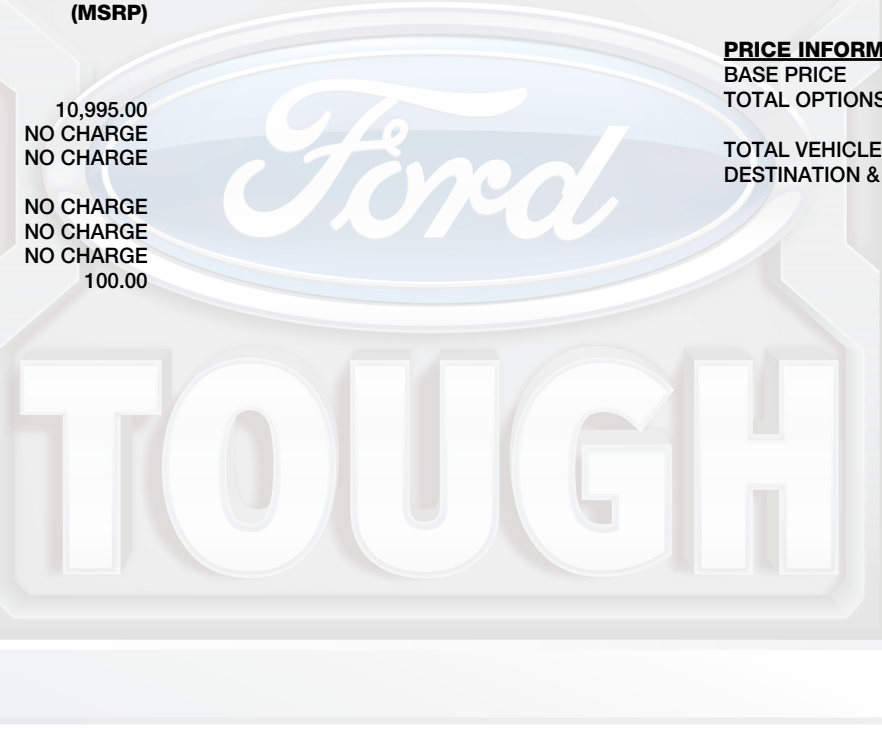 (MSRP)
10,995.00
NO CHARGE
NO CHARGE
NO CHARGE
NO CHARGE
NO CHARGE
100.00
PRICE INFORM
BASE PRICE
TOTAL OPTIONS
TOTAL VEHICLE
DESTINATION &
Ford
TOUGH